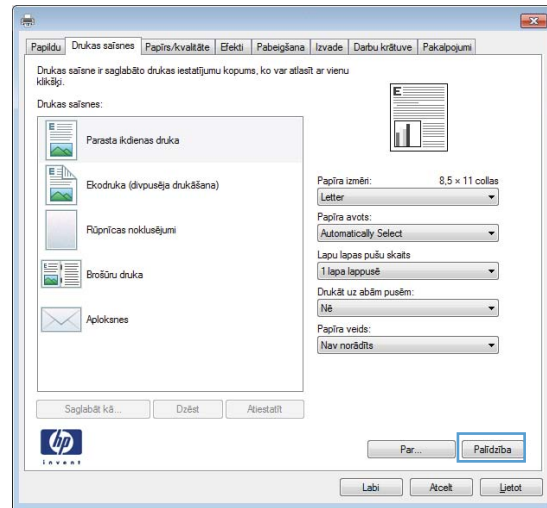 Papildu Drukas saīsnes Papīrs/kvalitāte Efekti Pabeigšana Izvade Darbu krātuve Pakalpojumi
Drukas saīsne ir saglabāto drukas iestatījumu kopums, ko var atlasīt ar vienu
klikšķi.
Drukas saīsnes:
Parasta ikdienas druka
Ekodruka (divpusēja drukāšana)
Rūpnīcas noklusējumi
Brošūru druka
Aploksnes
Saglabāt kā... Dzēst Atiestatīt
E
Papīra izmēri: 8,5 × 11 collas
Letter
Papīra avots:
Automatically Select
Lapu lapas pušu skaits
1 lapa lappusē
Drukāt uz abām pusēm:
Nē
Papīra veids:
Nav norādīts
hp
invent
Par... Palīdzība
Labi Atcelt Lietot